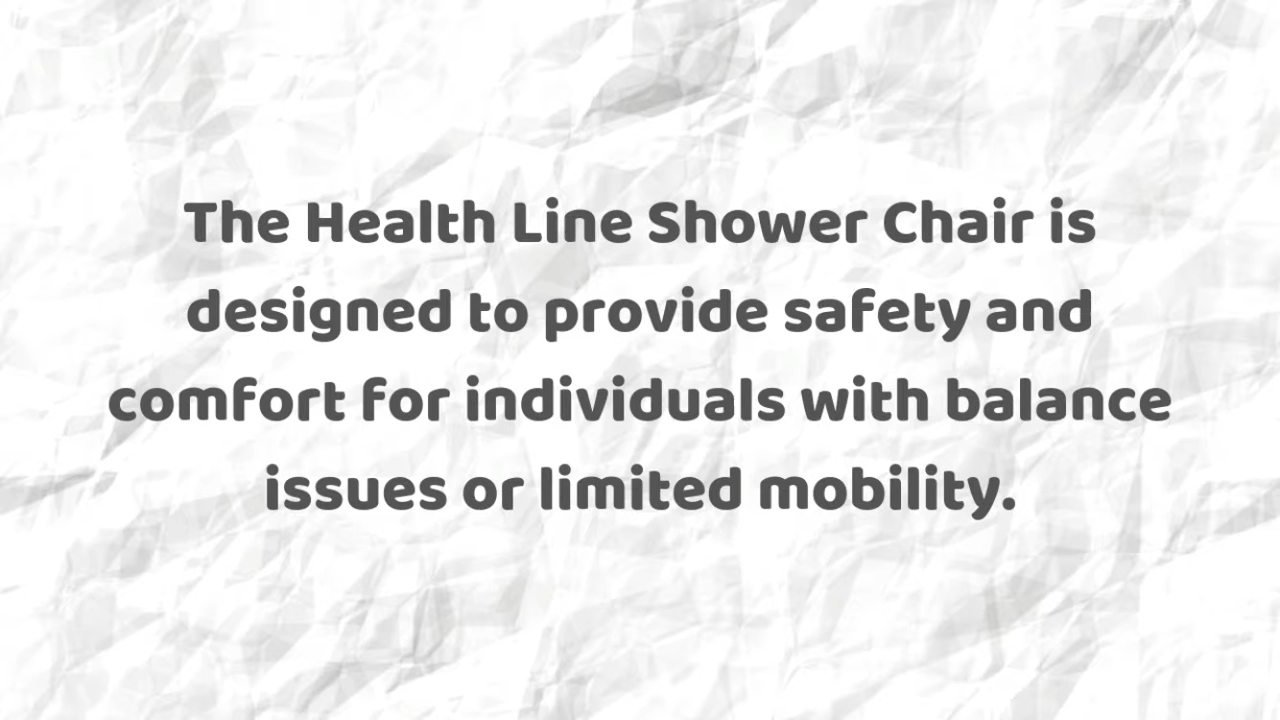 The Health Line Shower Chair is
designed to provide safety and
comfort for individuals with balance
issues or limited mobility.